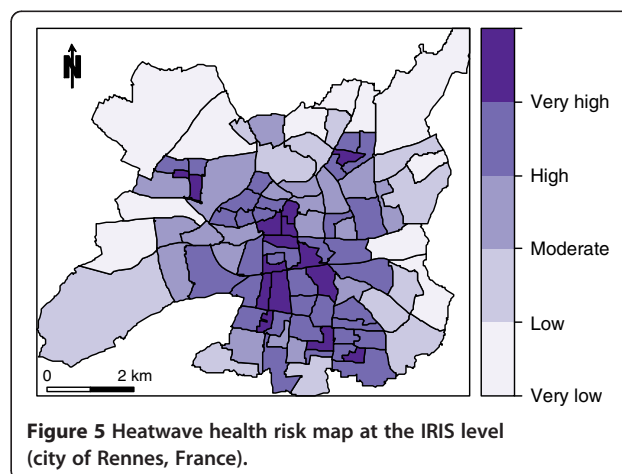 N
Very high
High
Moderate
Low
Very low
0 2 km
Figure 5 Heatwave health risk map at the IRIS level
(city of Rennes, France).